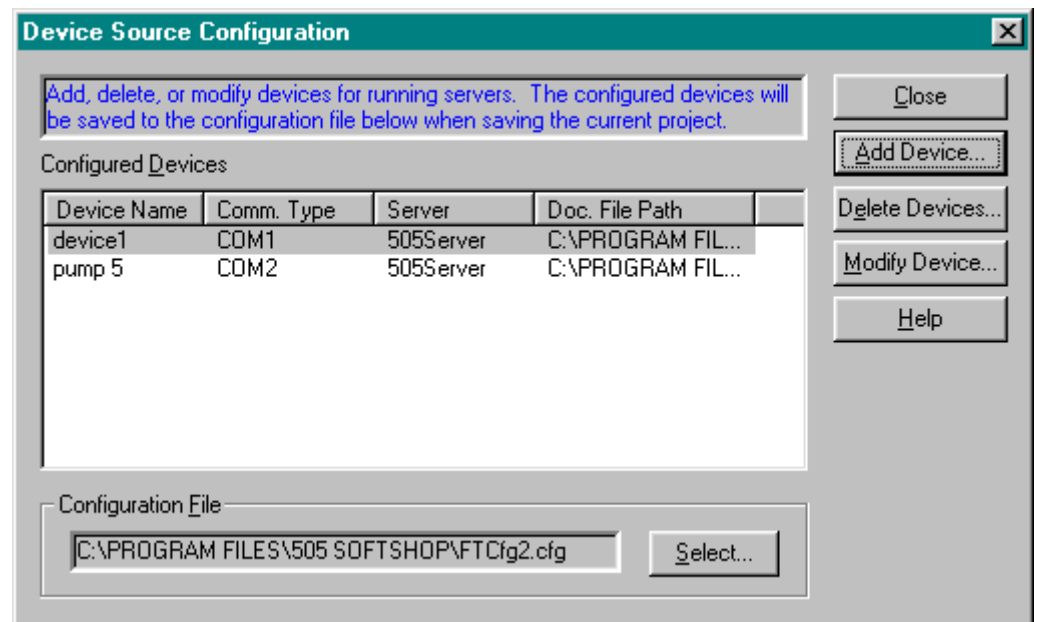 Device Source Configuration
Add, delete, or modify devices for running servers. The configured devices will
be saved to the configuration file below when saving the current project.
Close
Configured Devices
Add Device...
Device Name Comm. Type Server Doc. File Path
Delete Devices...
device1 COM1 505Server C:\PROGRAM FIL...
pump 5 COM2 505Server C:\PROGRAM FIL...
Modify Device...
Help
Configuration File
C:\PROGRAM FILES\505 SOFTSHOP\FTCfg2.cfg
Select...